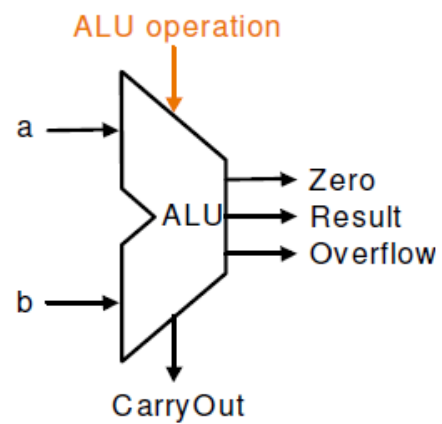 ALU operation
a
Zero
ALU
Result
Overflow
b
CarryOut